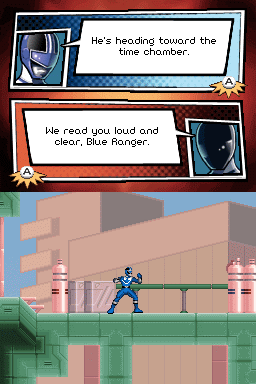 He's heading toward the
time chamber.
A
We read you loud and
clear, Blue Ranger.
A